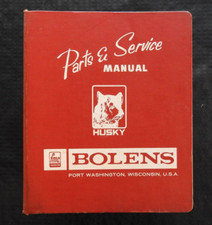 Parts & Service
MANUAL
HUSKY
BOLENS
PORT WASHINGTON, WISCONSIN, U.S.A.